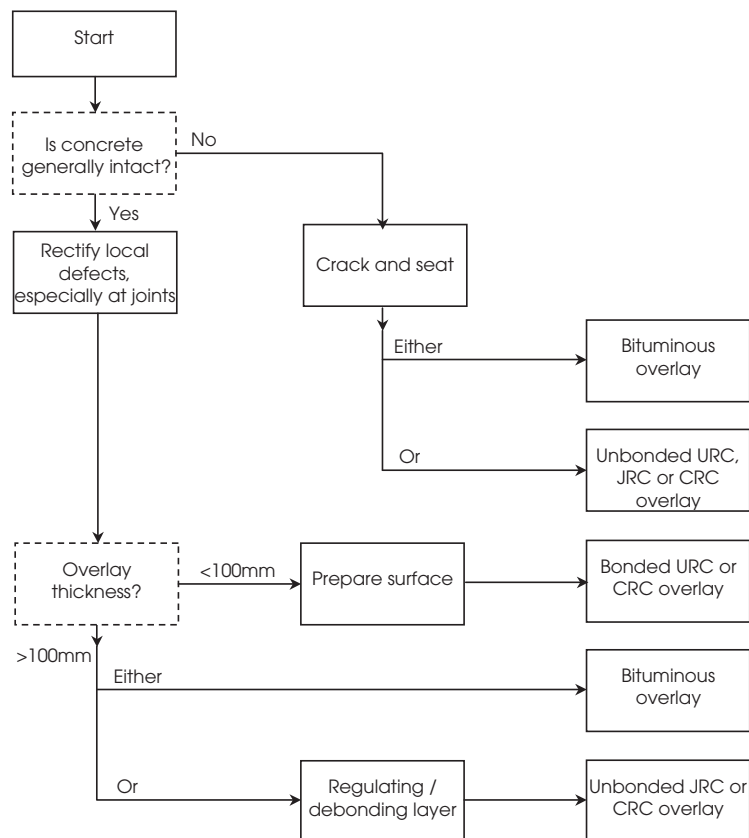 Start
Is concrete
generally intact?
No
Yes
Rectify local
defects,
especially at joints
Crack and seat
Either
Bituminous
overlay
Or
Unbonded URC,
JRC or CRC
overlay
Overlay
thickness?
<100mm
Prepare surface
Bonded URC or
CRC overlay
>100mm
Either
Bituminous
overlay
Or
Regulating /
debonding layer
Unbonded JRC or
CRC overlay